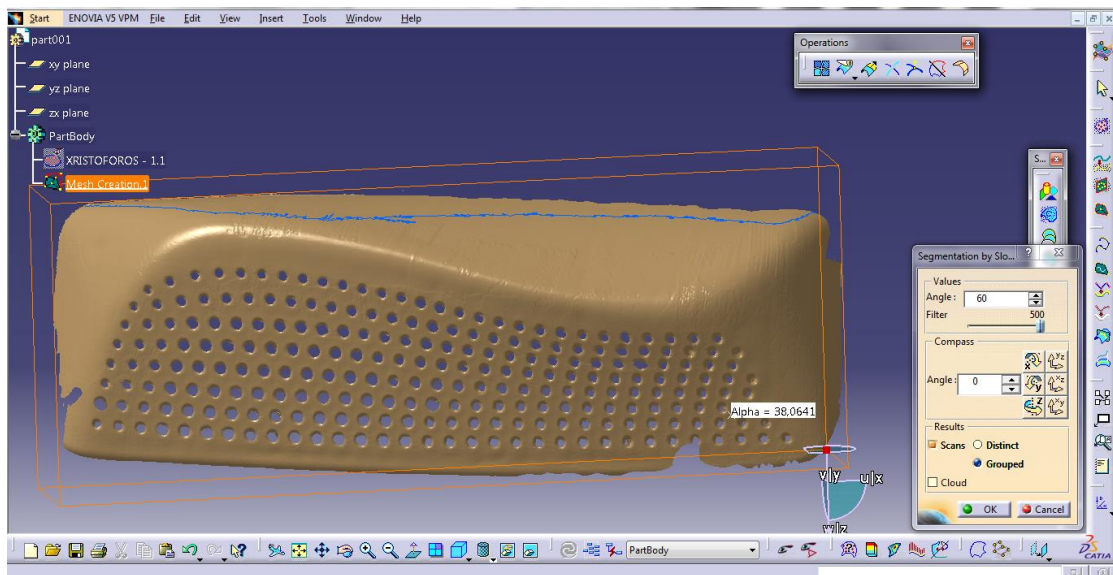 Start ENOVIA V5 VPM File Edit View Insert Tools Window Help
part001
xy plane
yz plane
zx plane
PartBody
XRISTOFOROS - 1.1
Mesh Creation.1
Operations
S...
Segmentation by Slo...
Values
Angle : 60
Filter 500
Compass
Angle : 0
Results
Scans Distinct
Grouped
Cloud
OK Cancel
Alpha = 38,0641
v|y u|x
w|z
PartBody
CATIA